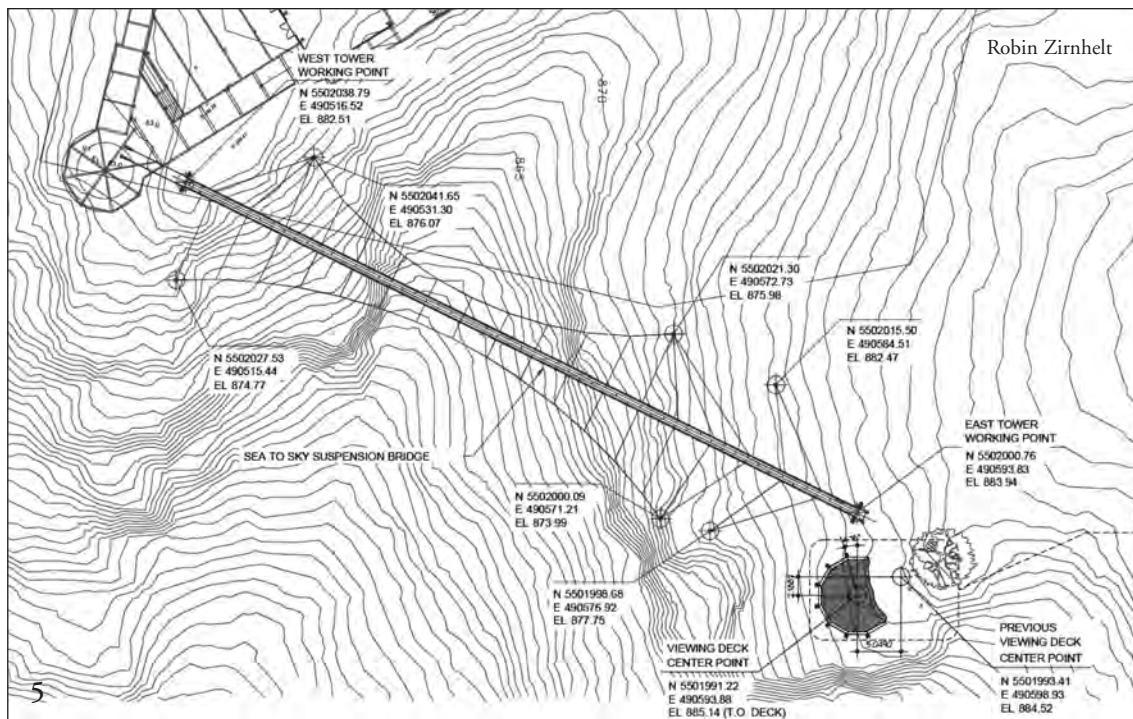 Robin Zirnhelt
WEST TOWER
WORKING POINT
N 5502038.79
E 490516.52
EL 882.51
870
865
N 5502041.65
E 490531.30
EL 876.07
N 5502021.30
E 490572.73
EL 875.98
N 5502015.50
E 490584.51
EL 882.47
N 5502027.53
E 490515.44
EL 874.77
EAST TOWER
WORKING POINT
N 5502000.76
E 490593.83
EL 883.94
SEA TO SKY SUSPENSION BRIDGE
N 5502000.09
E 490571.21
EL 873.99
N 5501998.68
E 490576.92
EL 877.75
VIEWING DECK
CENTER POINT
N 5501991.22
E 490593.88
EL 885.14 (T.O. DECK)
PREVIOUS
VIEWING DECK
CENTER POINT
N 5501993.41
E 490598.93
EL 884.52
5